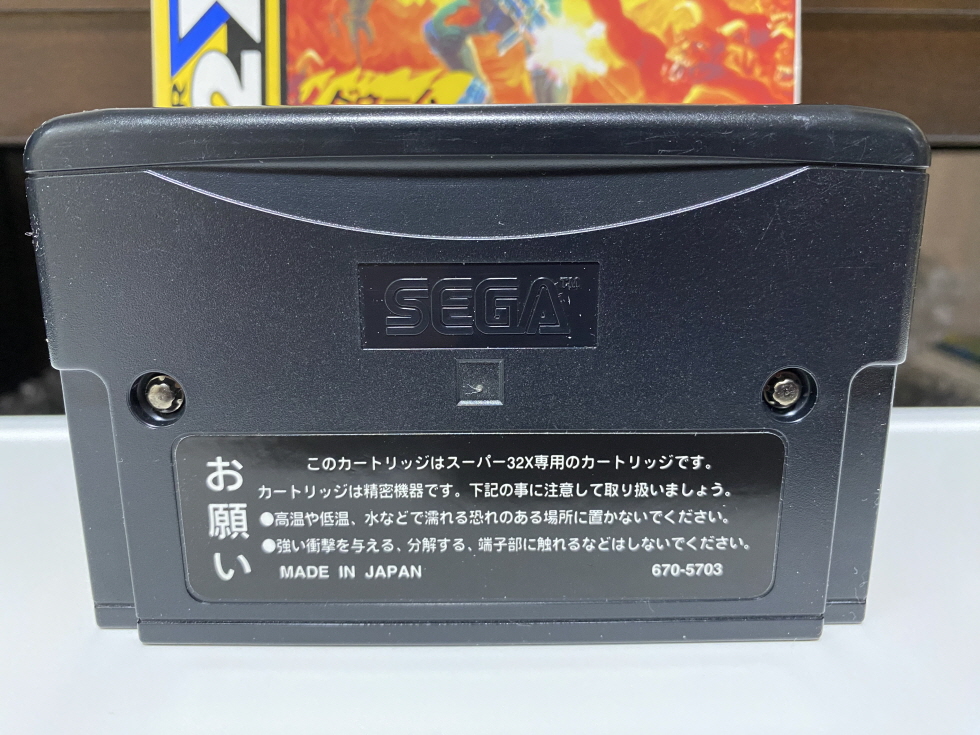 2
ドゥーム
SEGA™
お願い
このカートリッジはスーパー32X専用のカートリッジです。
カートリッジは精密機器です。下記の事に注意して取り扱いましょう。
●高温や低温、水などで濡れる恐れのある場所に置かないでください。
●強い衝撃を与える、分解する、端子部に触れるなどはしないでください。
MADE IN JAPAN
670-5703